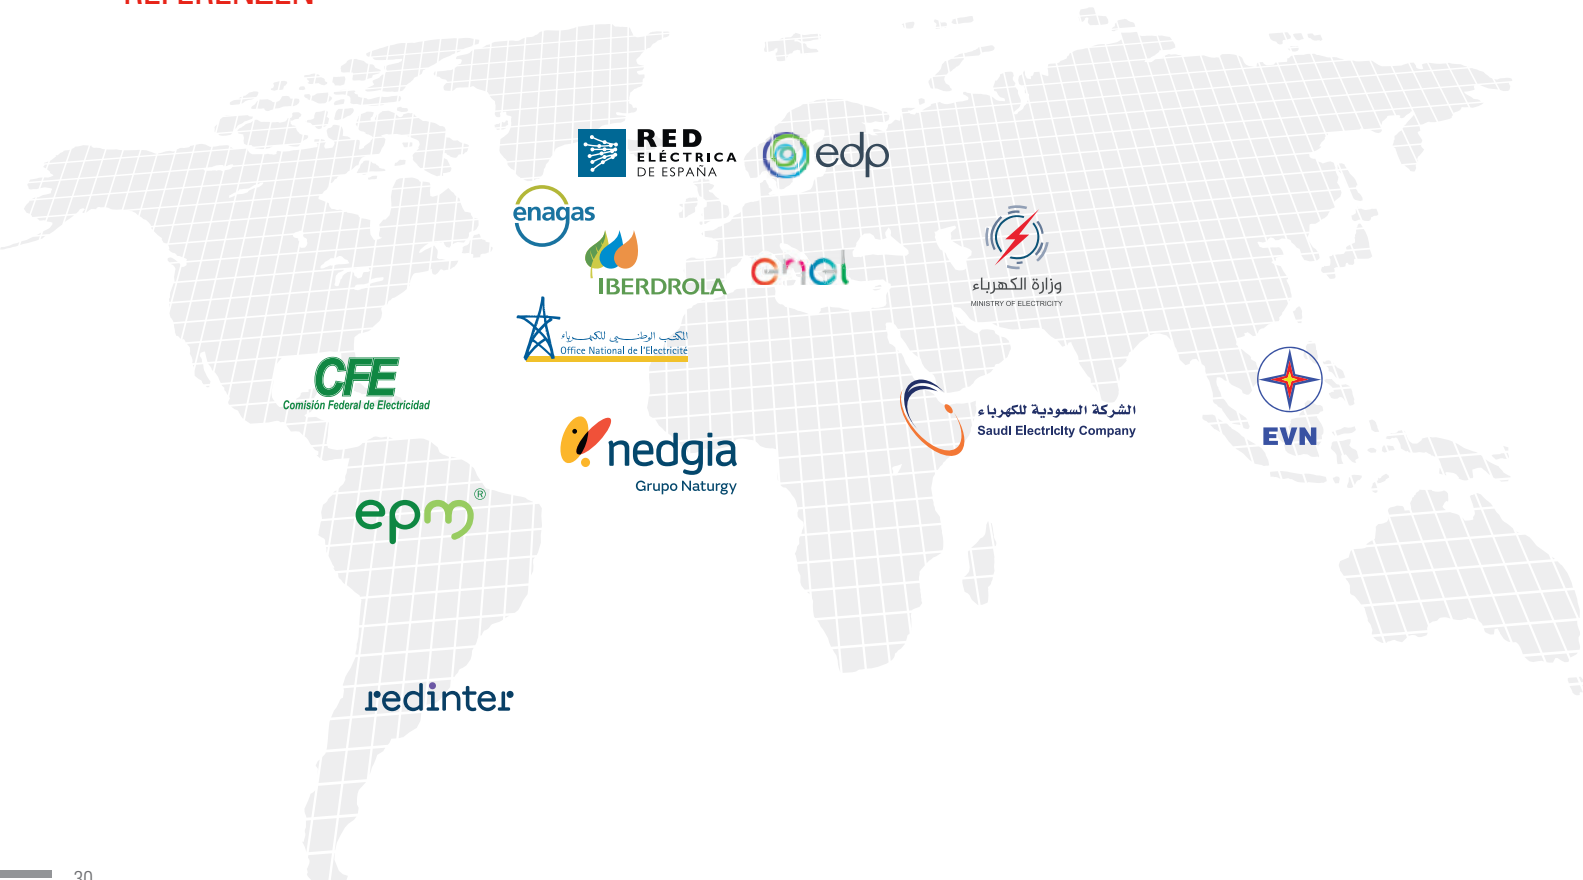 REFERENZEN
RED
ELÉCTRICA
DE ESPAÑA
edp
enagas
IBERDROLA
enel
وزارة الكهرباء
MINISTRY OF ELECTRICITY
المكتب الوطني للكهرباء
Office National de l'Electricité
CFE
Comisión Federal de Electricidad
الشركة السعودية للكهرباء
Saudi Electricity Company
EVN
nedgia
Grupo Naturgy
epm®
redinter
30